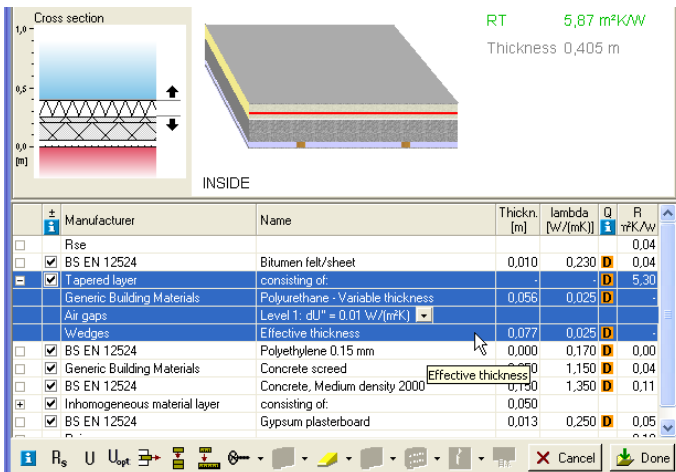 Cross section
1,0
0,5
0,0
[m]
INSIDE
RT 5,87 m²K/W
Thickness 0,405 m
± Manufacturer Name Thickn. [m] lambda [W/(mK)] Q R m²K/W
Rse 0,04
BS EN 12524 Bitumen felt/sheet 0,010 0,230 D 0,04
Tapered layer consisting of: - - D 5,30
Generic Building Materials Polyurethane - Variable thickness 0,056 0,025 D -
Air gaps Level 1: dU'' = 0.01 W/(m²K)
Wedges Effective thickness 0,077 0,025 D -
BS EN 12524 Polyethylene 0.15 mm 0,000 0,170 D 0,00
Generic Building Materials Concrete screed 1,150 D 0,04
Effective thickness
BS EN 12524 Concrete, Medium density 2000 1,350 D 0,11
Inhomogeneous material layer consisting of: 0,050
BS EN 12524 Gypsum plasterboard 0,013 0,250 D 0,05
Rs U Uopt Cancel Done